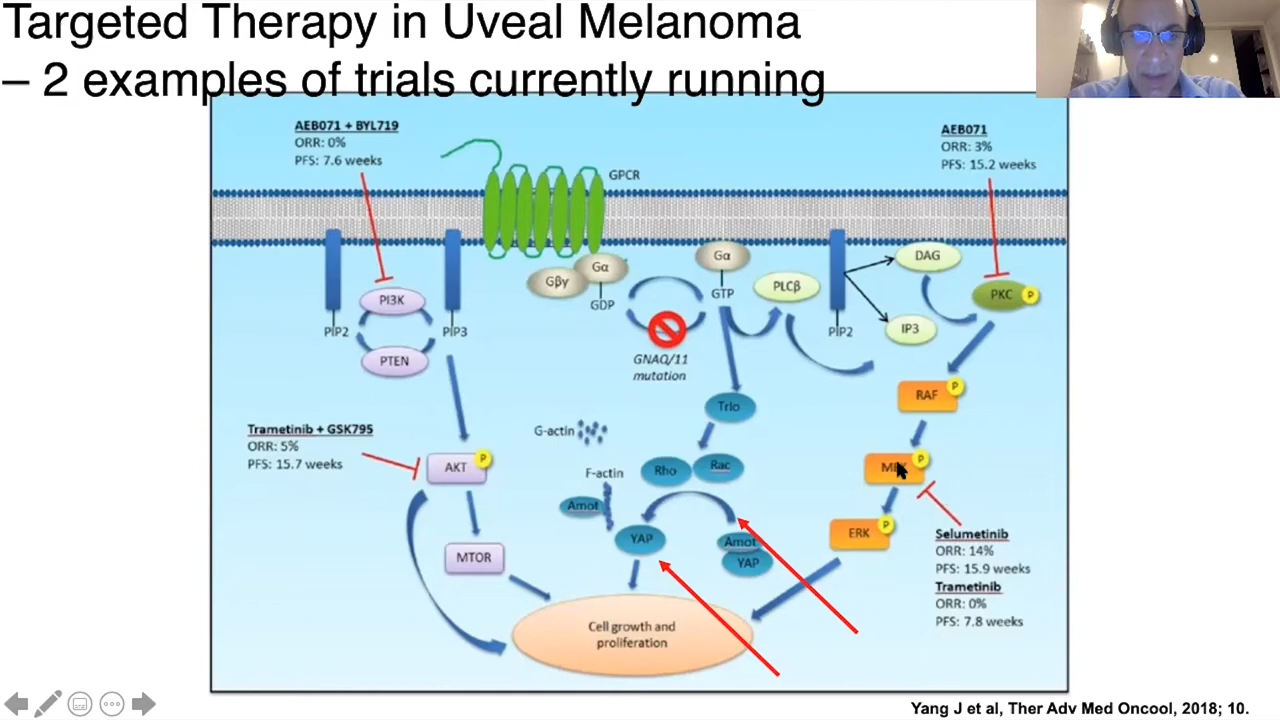 Targeted Therapy in Uveal Melanoma
– 2 examples of trials currently running
AEB071 + BYL719
ORR: 0%
PFS: 7.6 weeks
GPCR
AEB071
ORR: 3%
PFS: 15.2 weeks
Gβγ
Gα
GDP
Gα
GTP
PLCβ
DAG
PKC
P
PI3K
PIP2
PIP3
PTEN
PIP2
IP3
GNAQ/11
mutation
RAF
P
Trio
Trametinib + GSK795
ORR: 5%
PFS: 15.7 weeks
G-actin
AKT
P
F-actin
Rho
Rac
P
Amot
YAP
Amot
YAP
ERK
P
Selumetinib
ORR: 14%
PFS: 15.9 weeks
Trametinib
ORR: 0%
PFS: 7.8 weeks
MTOR
Cell growth and
proliferation
Yang J et al, Ther Adv Med Oncool, 2018; 10.